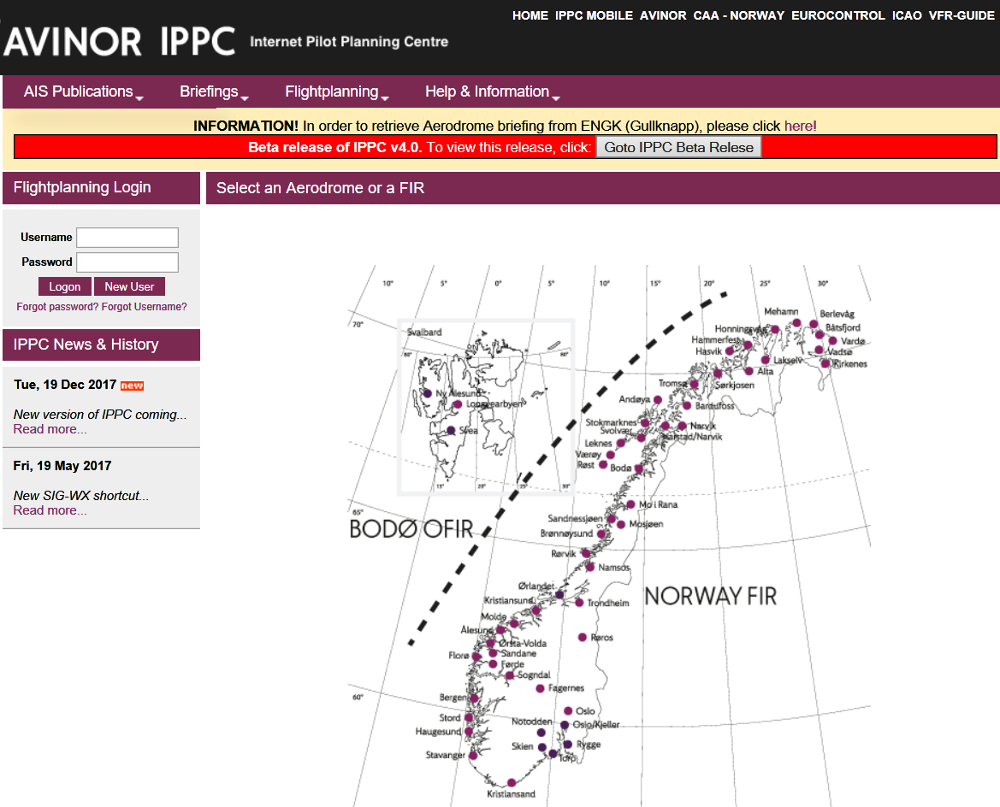 HOME IPPC MOBILE AVINOR CAA - NORWAY EUROCONTROL ICAO VFR-GUIDE
AVINOR IPPC Internet Pilot Planning Centre
AIS Publications Briefings Flightplanning Help & Information
INFORMATION! In order to retrieve Aerodrome briefing from ENGK (Gullknapp), please click here!
Beta release of IPPC v4.0. To view this release, click: Goto IPPC Beta Relese
Flightplanning Login
Username
Password
Logon New User
Forgot password? Forgot Username?
IPPC News & History
Tue, 19 Dec 2017 new
New version of IPPC coming...
Read more...
Fri, 19 May 2017
New SIG-WX shortcut...
Read more...
Select an Aerodrome or a FIR
10° 5° 0° 5° 10° 15° 20° 25° 30°
70°
Svalbard
80° 80°
Ny Ålesund
Longyearbyen
Svea
15° 20° 25° 30°
Mehamn
Berlevåg
Honningsvåg
Båtsfjord
Hammerfest
Vardø
Hasvik
Vadsø
Lakselv
Kirkenes
Alta
Tromsø
Sørkjosen
Andøya
Bardufoss
Stokmarknes
Narvik
Svolvær
Harstad/Narvik
Leknes
Værøy
Røst
Bodø
65°
BODØ OFIR
Mo i Rana
Sandnessjøen
Mosjøen
Brønnøysund
Rørvik
Namsos
Ørlandet
NORWAY FIR
Kristiansund
Trondheim
Molde
Ålesund
Røros
Ørsta-Volda
Florø
Sandane
Førde
Sogndal
Fagernes
60°
Bergen
Oslo
Stord
Notodden
Oslo/Kjeller
Haugesund
Skien
Rygge
Stavanger
Torp
Kristiansand